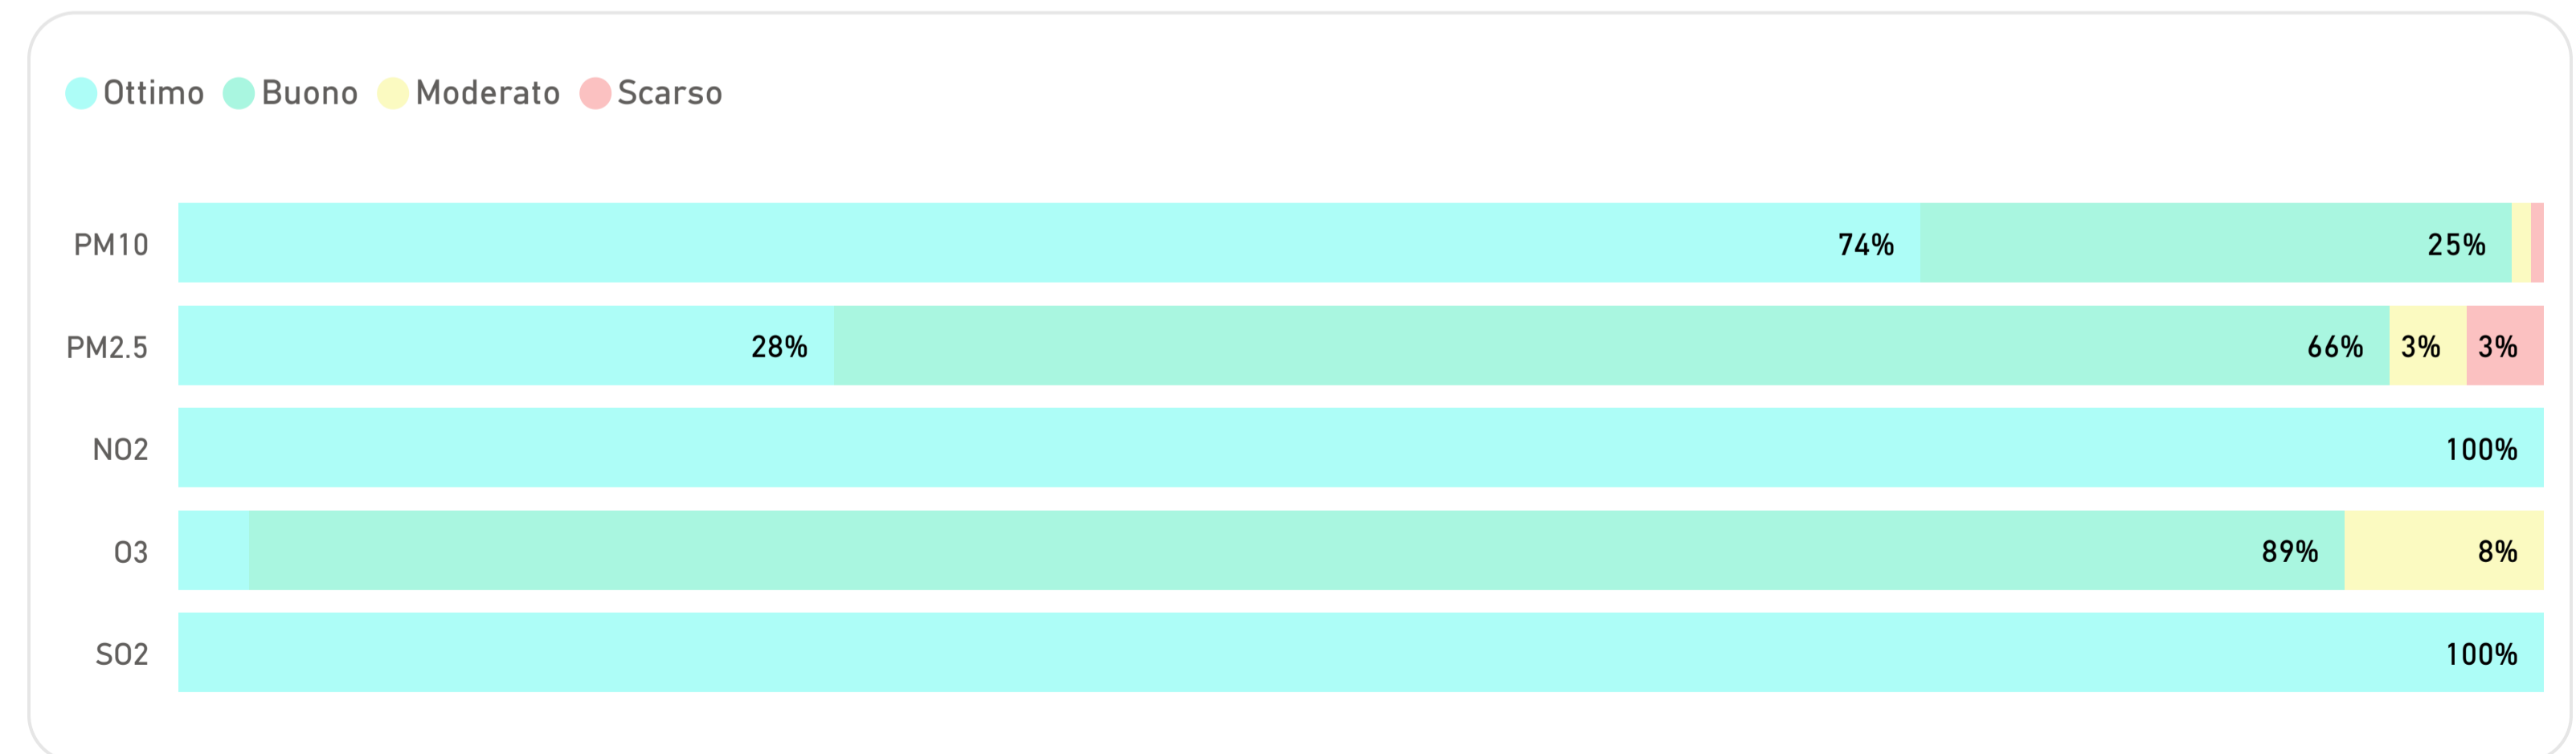 Ottimo Buono Moderato Scarso
PM10 74% 25%
PM2.5 28% 66% 3% 3%
NO2 100%
O3 89% 8%
SO2 100%